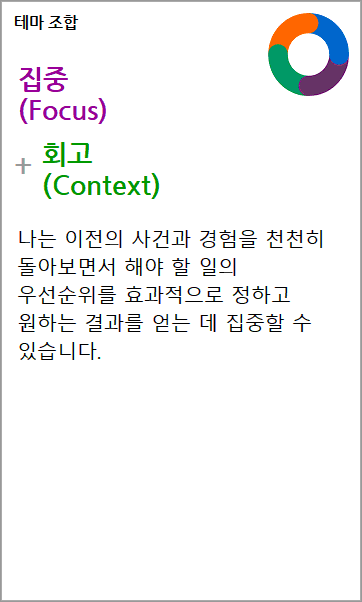 테마 조합
집중
(Focus)
+ 회고
(Context)
나는 이전의 사건과 경험을 천천히
돌아보면서 해야 할 일의
우선순위를 효과적으로 정하고
원하는 결과를 얻는 데 집중할 수
있습니다.